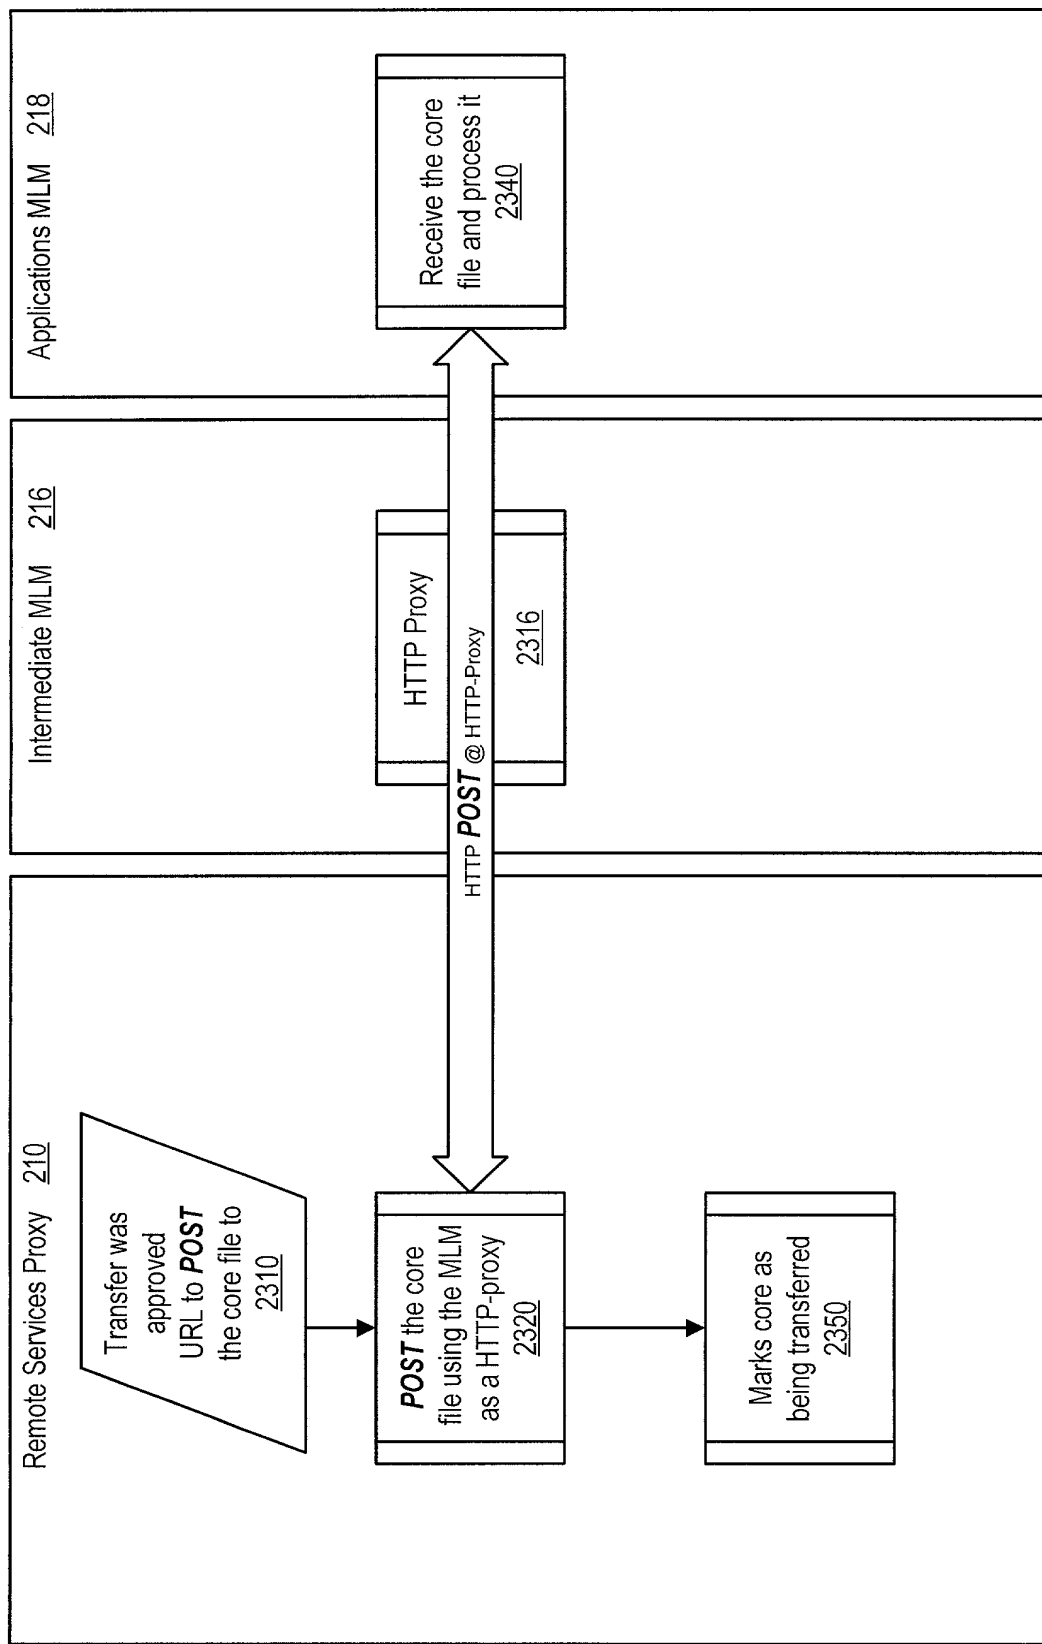 Remote Services Proxy 210
Transfer was
approved
URL to POST
the core file to
2310
POST the core
file using the MLM
as a HTTP-proxy
2320
Marks core as
being transferred
2350
Intermediate MLM 216
HTTP Proxy
HTTP POST @ HTTP-Proxy
2316
Applications MLM 218
Receive the core
file and process it
2340